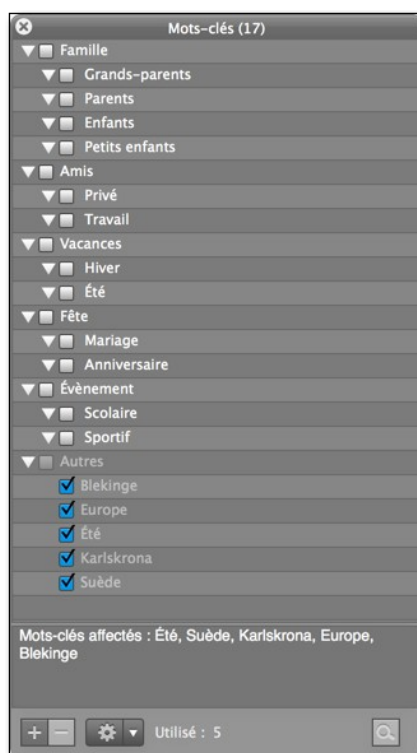 Mots-clés (17)
Famille
Grands-parents
Parents
Enfants
Petits enfants
Amis
Privé
Travail
Vacances
Hiver
Été
Fête
Mariage
Anniversaire
Évènement
Scolaire
Sportif
Autres
Blekinge
Europe
Été
Karlskrona
Suède
Mots-clés affectés : Été, Suède, Karlskrona, Europe,
Blekinge
Utilisé : 5